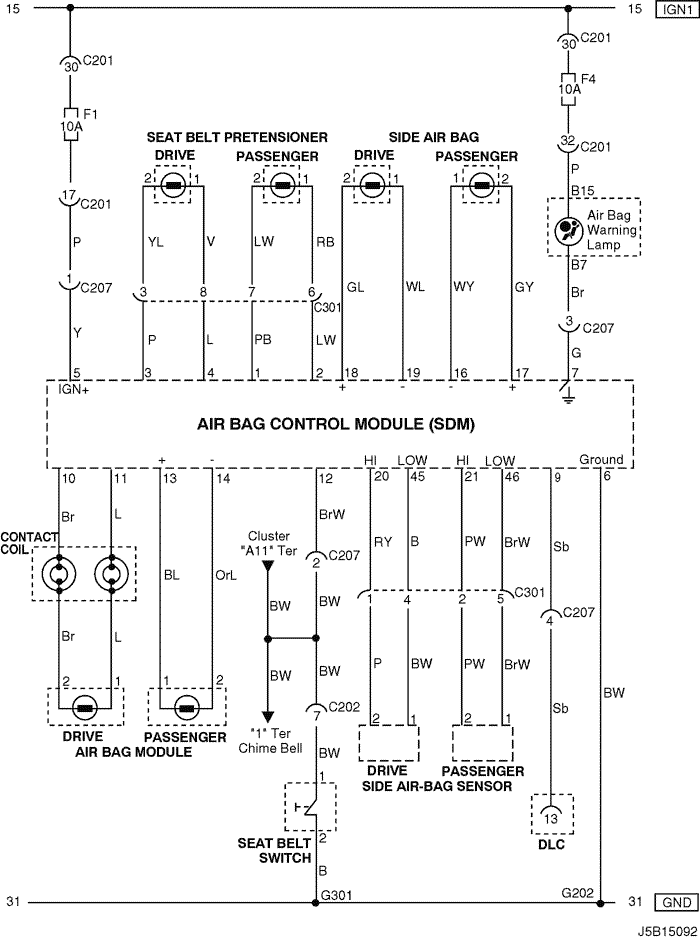 15 15 IGN1
30 C201 30 C201
F1 10A F4 10A
32 C201
SEAT BELT PRETENSIONER SIDE AIR BAG
DRIVE PASSENGER DRIVE PASSENGER
2 1 2 1 2 1 1 2
P
17 C201 B15
Air Bag
Warning
Lamp
P YL V LW RB
B7
1 C207 GL WL WY GY Br
3 8 7 6 C301
3 C207
Y P L PB LW G
5 3 4 1 2 18 19 16 17 7
IGN+ + - - +
AIR BAG CONTROL MODULE (SDM)
+ - HI LOW HI LOW Ground
10 11 13 14 12 20 45 21 46 9 6
Br L BrW
CONTACT
COIL
Cluster
"A11" Ter
C207
2
RY B PW BrW Sb
BL OrL
BW BW
1 4 2 5 C301
4 C207
Br L
BW BW
P BW PW BrW
BW
2 1 1 2
7 C202
Sb
"1" Ter
Chime Bell
2 1 2 1
DRIVE PASSENGER
AIR BAG MODULE
BW
DRIVE PASSENGER
SIDE AIR-BAG SENSOR
1
13
DLC
SEAT BELT
SWITCH
2
B
G301 G202
31 31 GND
J5B15092